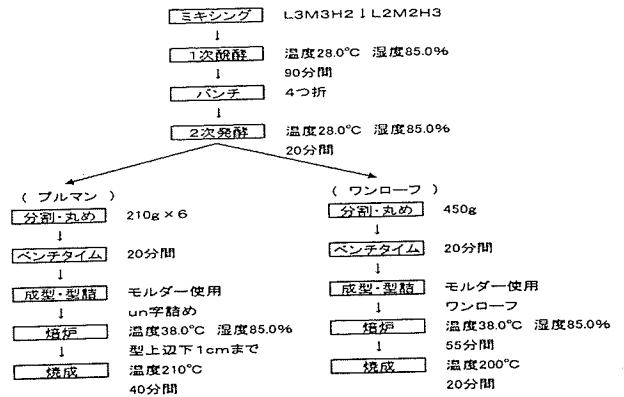 ミキシング L3M3H2↓L2M2H3
↓
1次醗酵 温度28.0℃ 湿度85.0%
↓ 90分間
パンチ 4つ折
↓
2次発酵 温度28.0℃ 湿度85.0%
20分間
(プルマン)
分割・丸め 210g×6
↓
ベンチタイム 20分間
↓
成型・型詰 モルダー使用
↓ un字詰め
焙炉 温度38.0℃ 湿度85.0%
↓ 型上辺下1cmまで
焼成 温度210℃
40分間
(ワンローフ)
分割・丸め 450g
↓
ベンチタイム 20分間
↓
成型・型詰 モルダー使用
↓ ワンローフ
焙炉 温度38.0℃ 湿度85.0%
↓ 55分間
焼成 温度200℃
20分間